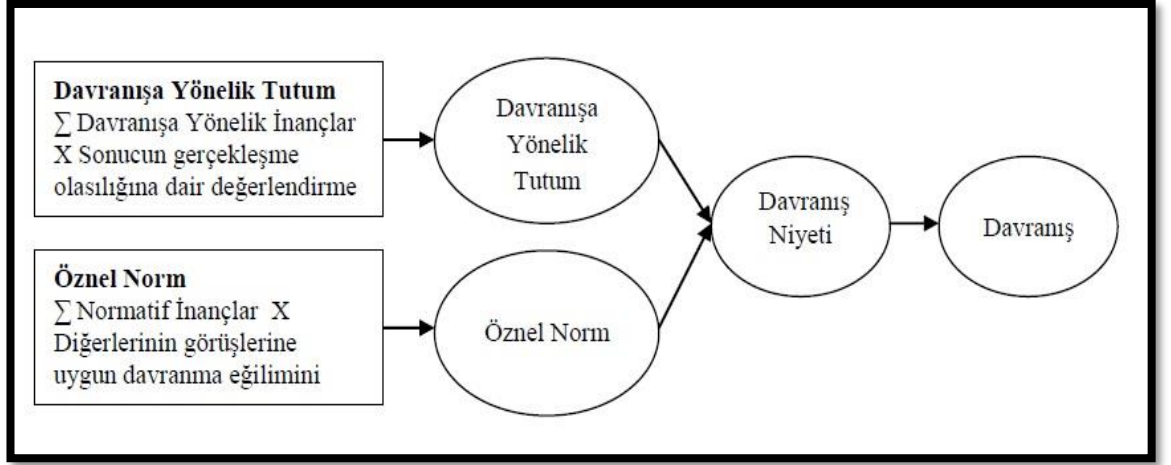 Davranışa Yönelik Tutum
∑ Davranışa Yönelik İnançlar
X Sonucun gerçekleşme
olasılığına dair değerlendirme
Davranışa
Yönelik
Tutum
Öznel Norm
∑ Normatif İnançlar X
Diğerlerinin görüşlerine
uygun davranma eğilimini
Öznel Norm
Davranış
Niyeti
Davranış